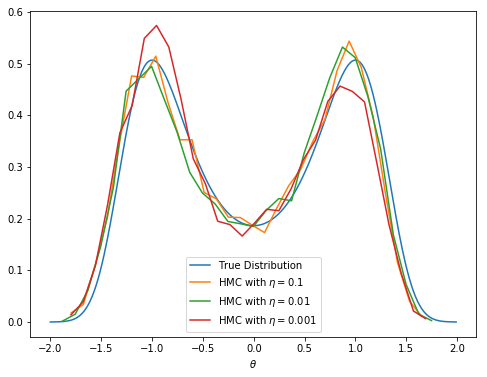 0.6
0.5
0.4
0.3
0.2
0.1
0.0
True Distribution
HMC with η = 0.1
HMC with η = 0.01
HMC with η = 0.001
−2.0 −1.5 −1.0 −0.5 0.0 0.5 1.0 1.5 2.0
θ